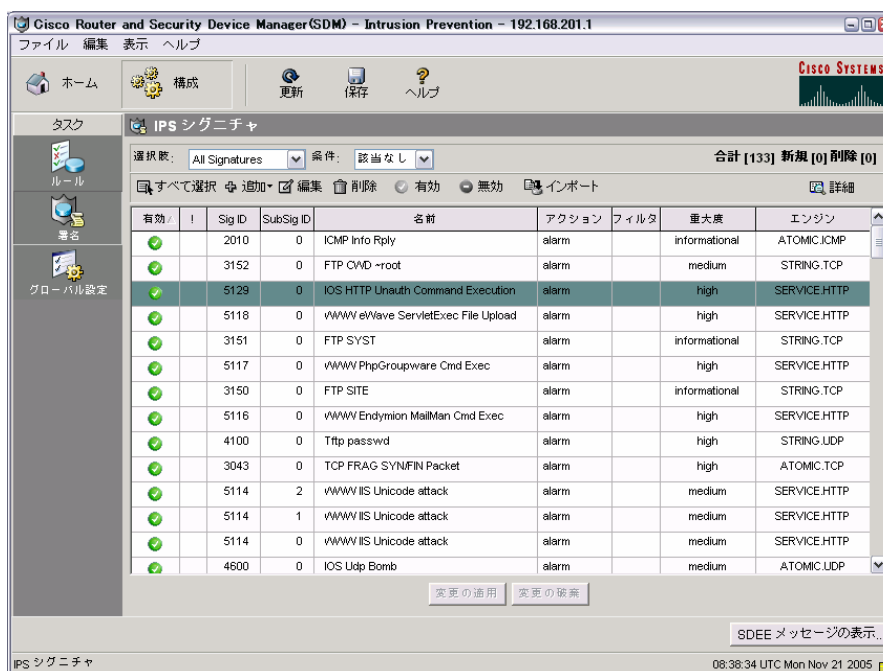 Cisco Router and Security Device Manager(SDM) - Intrusion Prevention - 192.168.201.1
ファイル 編集 表示 ヘルプ
ホーム 構成 更新 保存 ヘルプ
CISCO SYSTEMS
タスク
IPS シグニチャ
選択肢: All Signatures 条件: 該当なし 合計 [133] 新規 [0] 削除 [0]
すべて選択 追加 編集 削除 有効 無効 インポート 詳細
ルール
署名
グローバル設定
有効 ! Sig ID SubSig ID 名前 アクション フィルタ 重大度 エンジン
2010 0 ICMP Info Rply alarm informational ATOMIC.ICMP
3152 0 FTP CWD ~root alarm medium STRING.TCP
5129 0 IOS HTTP Unauth Command Execution alarm high SERVICE.HTTP
5118 0 WWW eWave ServletExec File Upload alarm high SERVICE.HTTP
3151 0 FTP SYST alarm informational STRING.TCP
5117 0 WWW PhpGroupware Cmd Exec alarm high SERVICE.HTTP
3150 0 FTP SITE alarm informational STRING.TCP
5116 0 WWW Endymion MailMan Cmd Exec alarm high SERVICE.HTTP
4100 0 Tftp passwd alarm high STRING.UDP
3043 0 TCP FRAG SYN/FIN Packet alarm high ATOMIC.TCP
5114 2 WWW IIS Unicode attack alarm medium SERVICE.HTTP
5114 1 WWW IIS Unicode attack alarm medium SERVICE.HTTP
5114 0 WWW IIS Unicode attack alarm medium SERVICE.HTTP
4600 0 IOS Udp Bomb alarm medium ATOMIC.UDP
変更の適用 変更の破棄
SDEE メッセージの表示...
IPS シグニチャ 08:38:34 UTC Mon Nov 21 2005